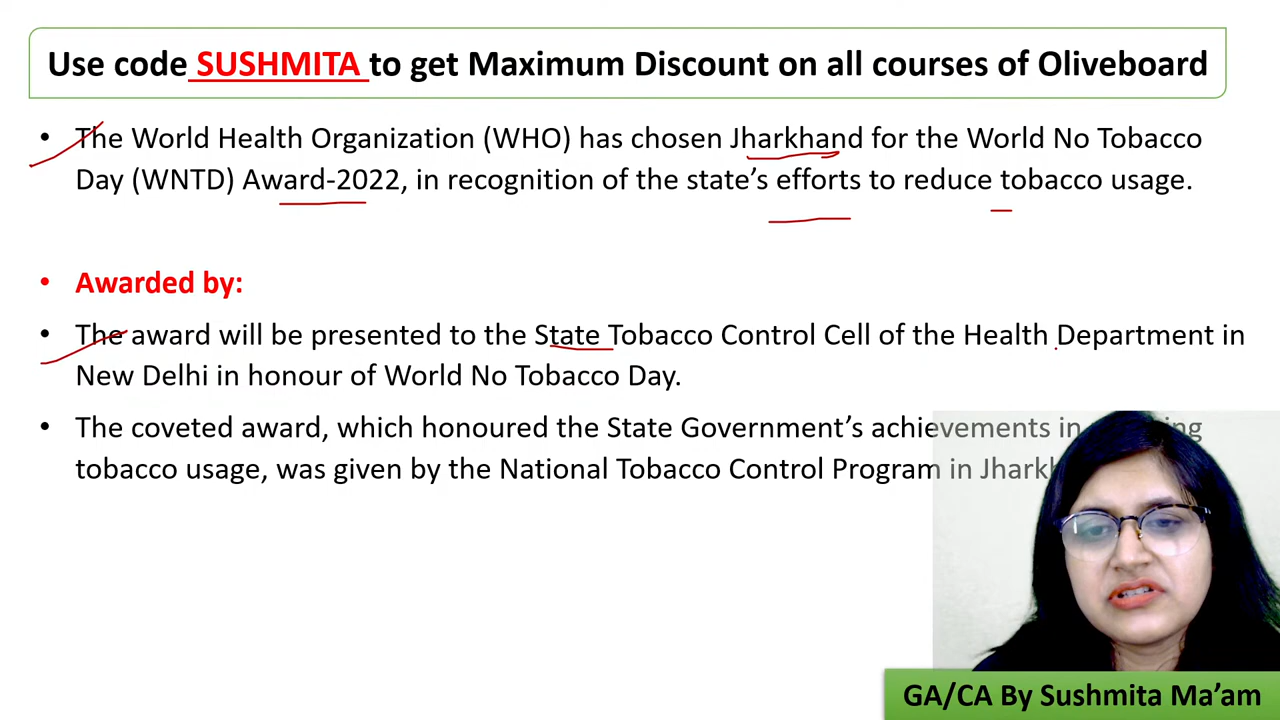 Use code SUSHMITA to get Maximum Discount on all courses of Oliveboard
• The World Health Organization (WHO) has chosen Jharkhand for the World No Tobacco
Day (WNTD) Award-2022, in recognition of the state’s efforts to reduce tobacco usage.
• Awarded by:
• The award will be presented to the State Tobacco Control Cell of the Health Department in
New Delhi in honour of World No Tobacco Day.
• The coveted award, which honoured the State Government’s achievements in
tobacco usage, was given by the National Tobacco Control Program in
GA/CA By Sushmita Ma’am